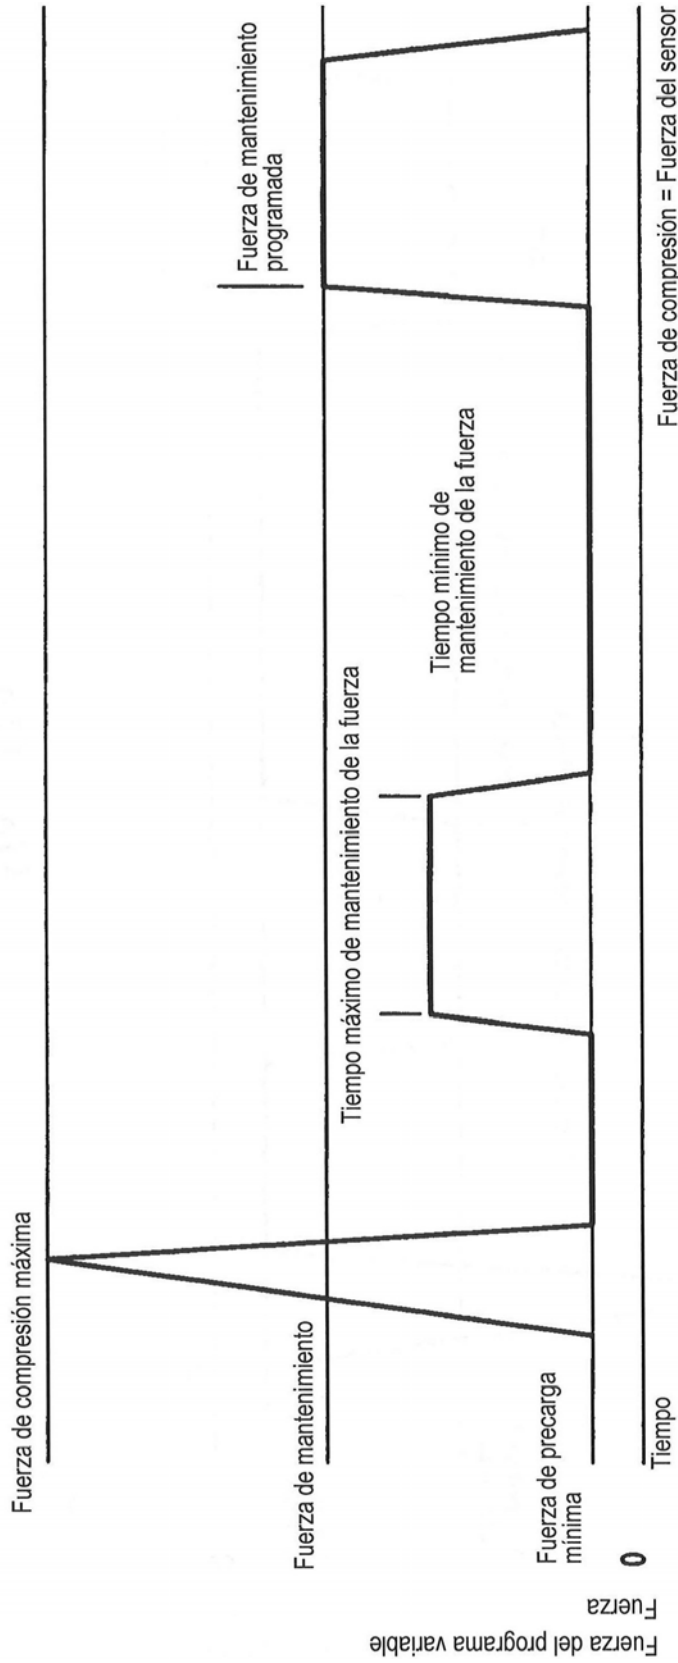 Fuerza de compresión máxima
Fuerza de mantenimiento
programada
Fuerza de mantenimiento
Tiempo máximo de mantenimiento de la fuerza
Tiempo mínimo de
mantenimiento de la fuerza
Fuerza de precarga
mínima
0
Tiempo
Fuerza de compresión = Fuerza del sensor
Fuerza
Fuerza del programa variable